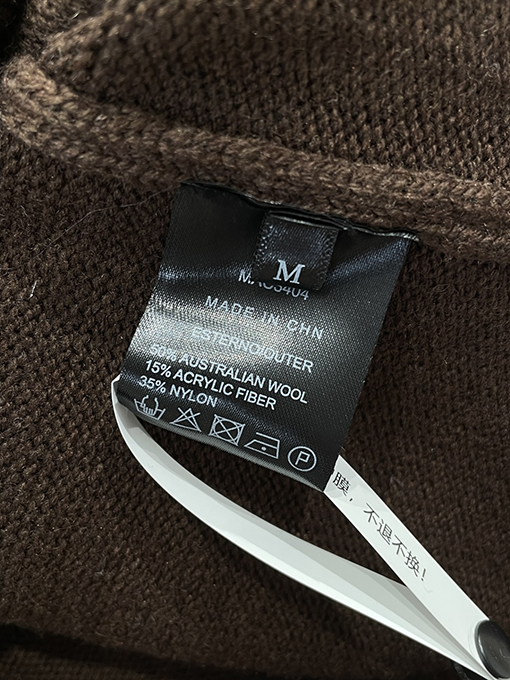 M
MADE IN CHN
ESTERNO/OUTER
50% AUSTRALIAN WOOL
15% ACRYLIC FIBER
35% NYLON
P
膜，不退不换！